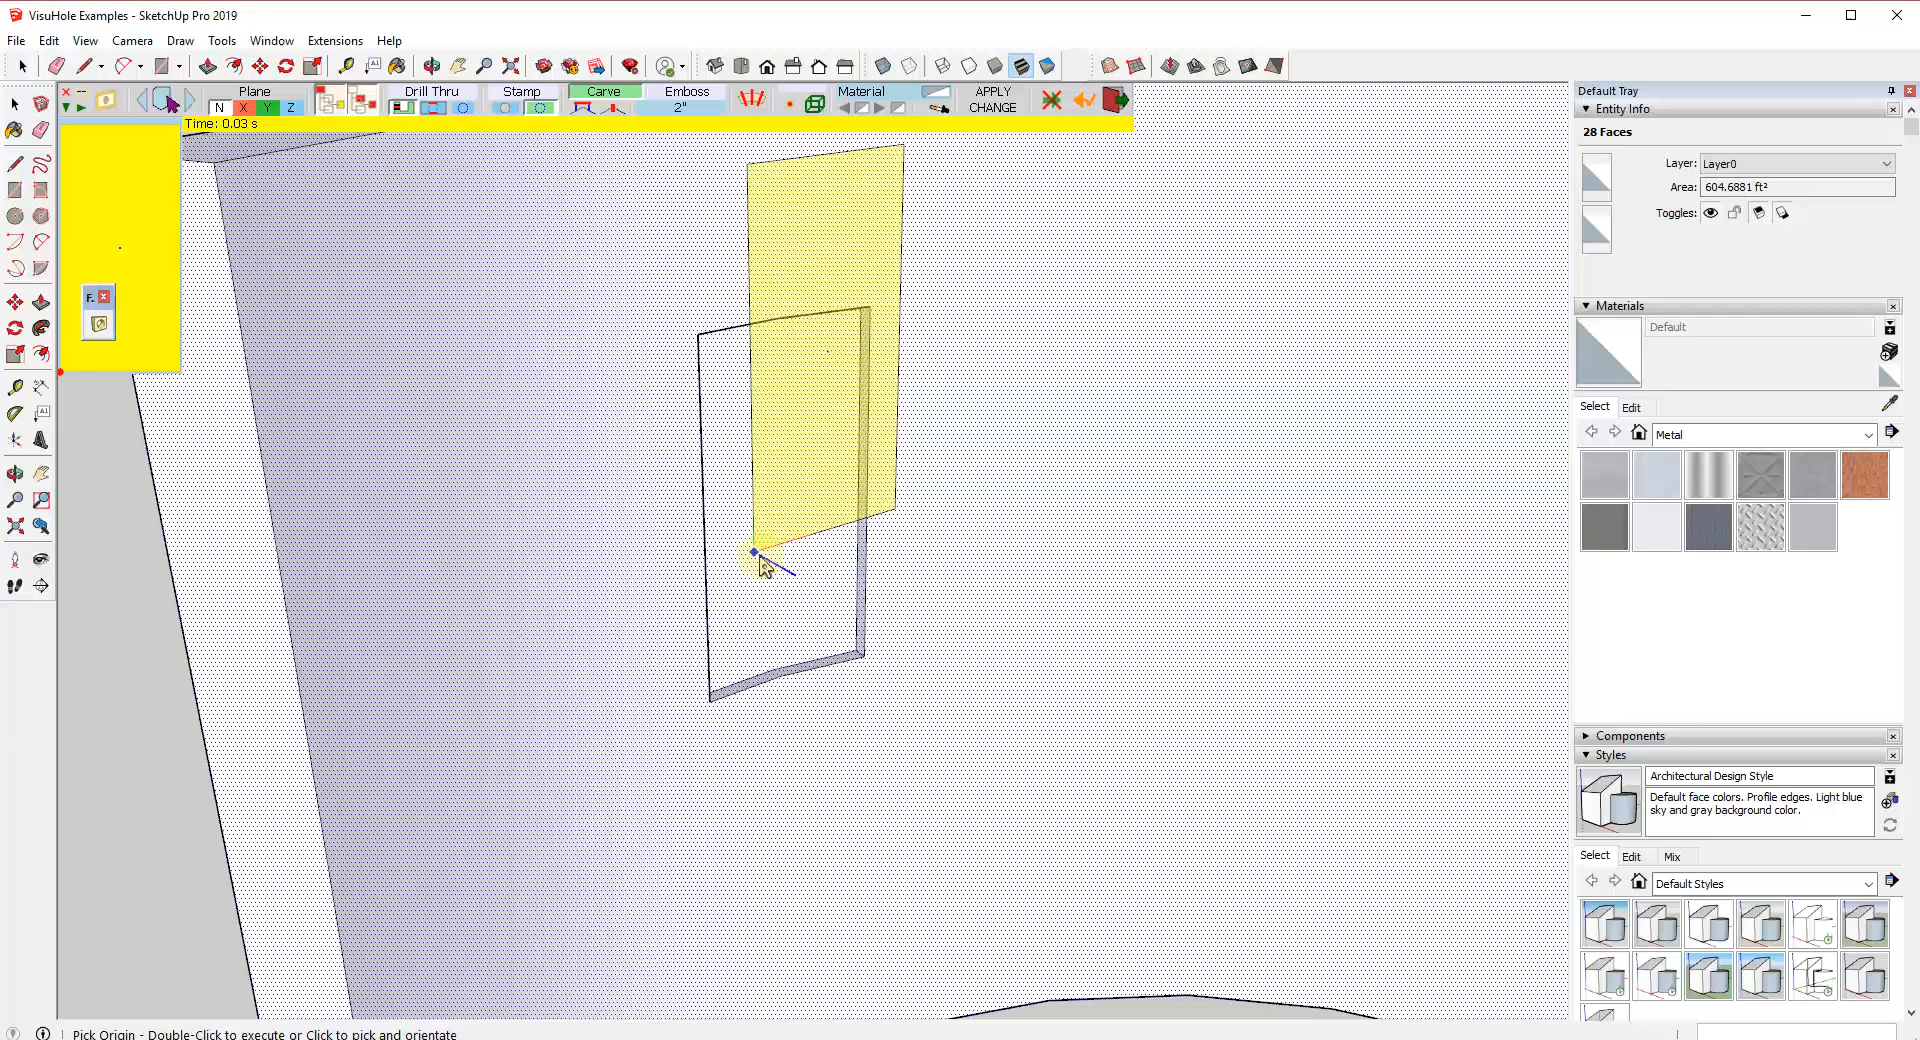 VisuHole Examples - SketchUp Pro 2019
File Edit View Camera Draw Tools Window Extensions Help
Plane
N X Y Z
Drill Thru
Stamp
Carve
Emboss
2"
Material
APPLY
CHANGE
Time: 0.03 s
F.
Default Tray
Entity Info
28 Faces
Layer: Layer0
Area: 604.6881 ft²
Toggles:
Materials
Default
Select Edit
Metal
Components
Styles
Architectural Design Style
Default face colors. Profile edges. Light blue
sky and gray background color.
Select Edit Mix
Default Styles
Pick Origin - Double-Click to execute or Click to pick and orientate